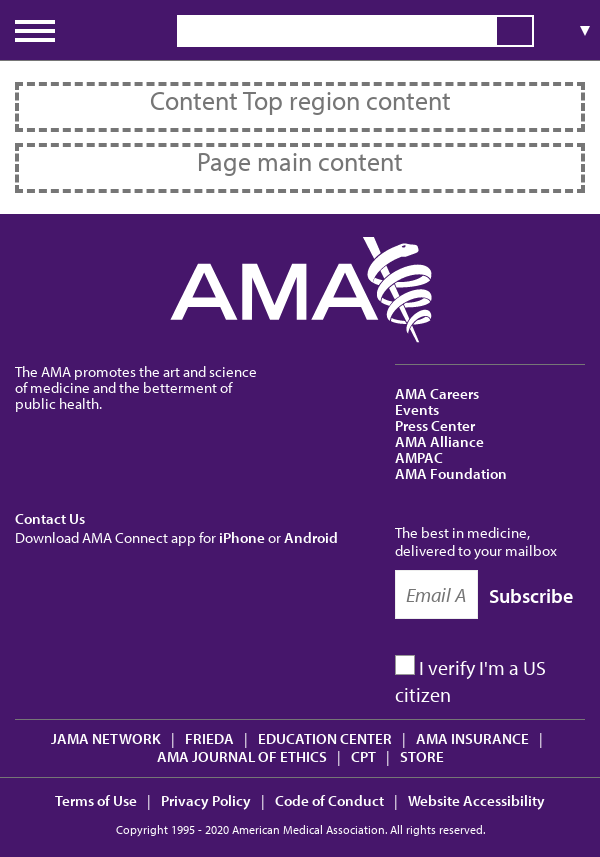 ▼
Content Top region content
Page main content
AMA
The AMA promotes the art and science
of medicine and the betterment of
public health.
AMA Careers
Events
Press Center
AMA Alliance
AMPAC
AMA Foundation
Contact Us
Download AMA Connect app for iPhone or Android
The best in medicine,
delivered to your mailbox
Email A
Subscribe
I verify I'm a US
citizen
JAMA NETWORK | FRIEDA | EDUCATION CENTER | AMA INSURANCE |
AMA JOURNAL OF ETHICS | CPT | STORE
Terms of Use | Privacy Policy | Code of Conduct | Website Accessibility
Copyright 1995 - 2020 American Medical Association. All rights reserved.